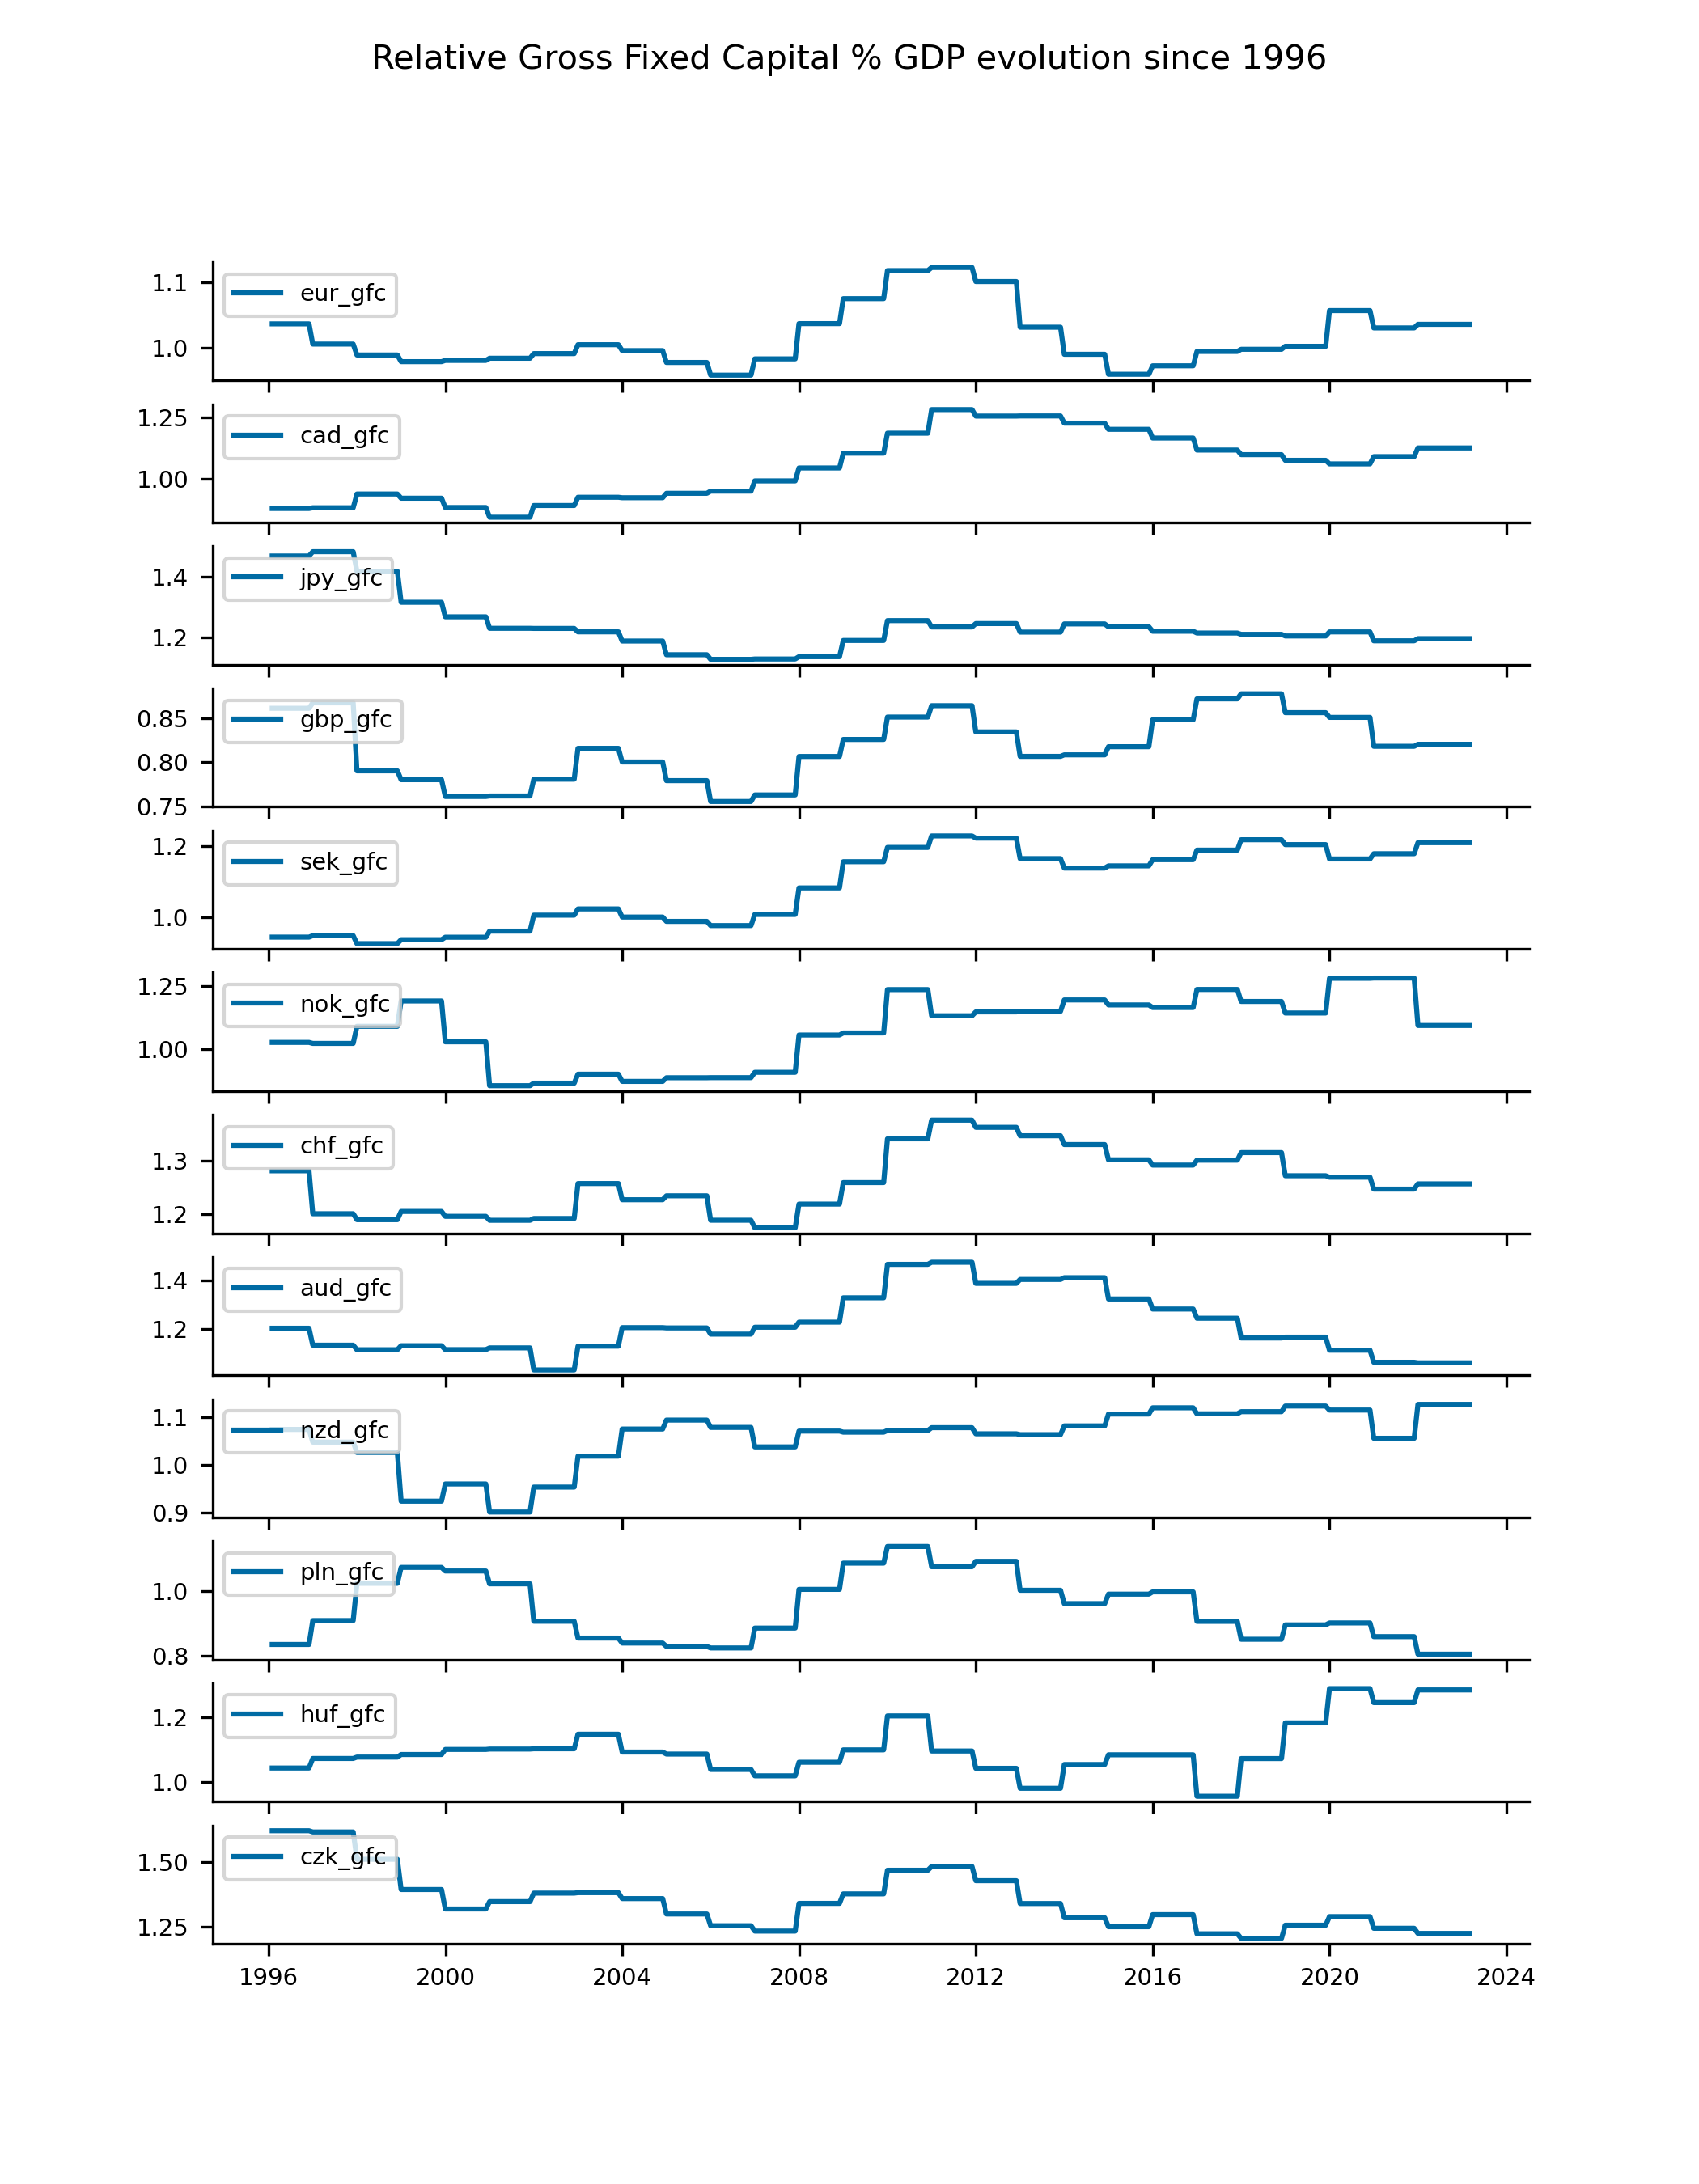 Relative Gross Fixed Capital % GDP evolution since 1996
1.1
eur_gfc
1.0
1.25
cad_gfc
1.00
1.4
jpy_gfc
1.2
0.85
gbp_gfc
0.80
0.75
1.2
sek_gfc
1.0
1.25
nok_gfc
1.00
chf_gfc
1.3
1.2
1.4
aud_gfc
1.2
1.1
nzd_gfc
1.0
0.9
pln_gfc
1.0
0.8
1.2
huf_gfc
1.0
1.50
czk_gfc
1.25
1996 2000 2004 2008 2012 2016 2020 2024